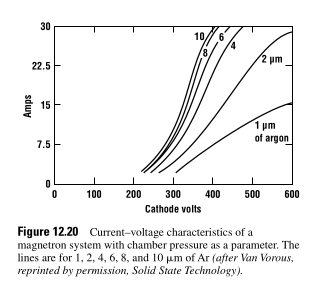 30
10
6
8
4
22.5
2 μm
Amps
15
1 μm
of argon
7.5
0
0 100 200 300 400 500 600
Cathode volts
Figure 12.20 Current–voltage characteristics of a
magnetron system with chamber pressure as a parameter. The
lines are for 1, 2, 4, 6, 8, and 10 μm of Ar (after Van Vorous,
reprinted by permission, Solid State Technology).